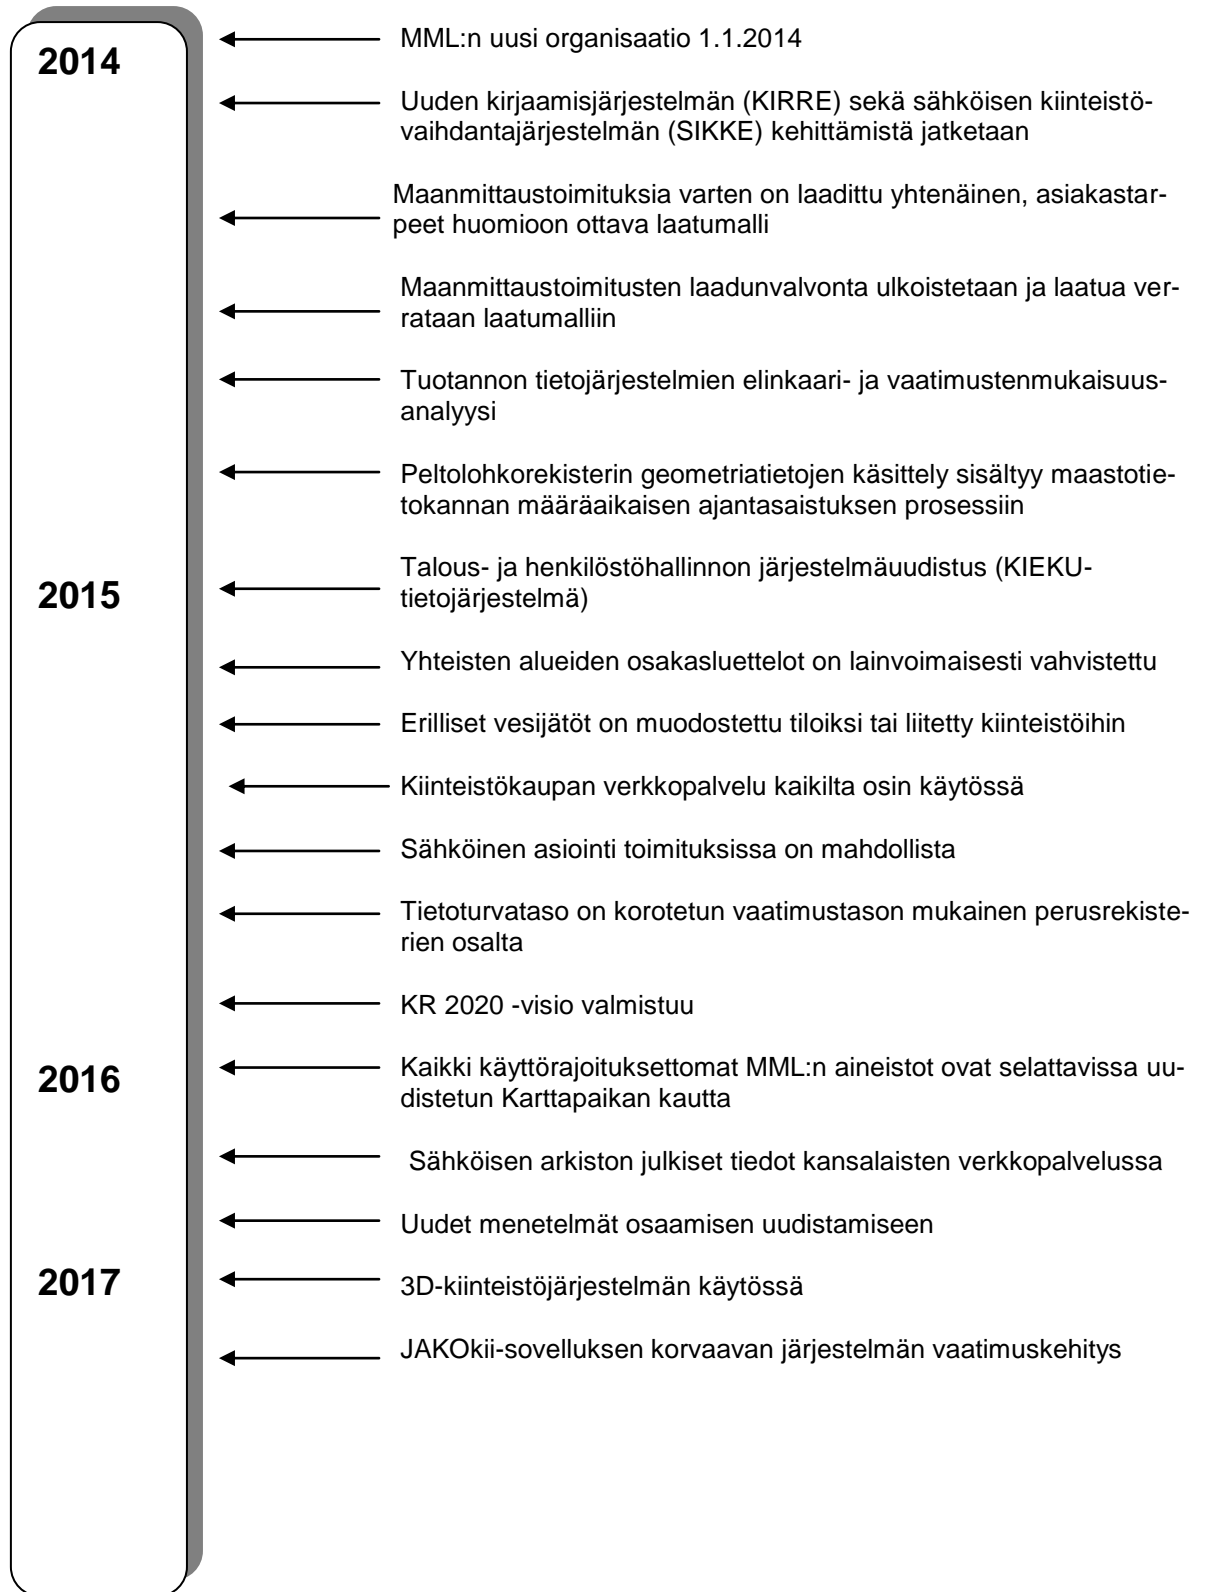 2014
MML:n uusi organisaatio 1.1.2014
Uuden kirjaamisjärjestelmän (KIRRE) sekä sähköisen kiinteistö-
vaihdantajärjestelmän (SIKKE) kehittämistä jatketaan
Maanmittaustoimituksia varten on laadittu yhtenäinen, asiakastar-
peet huomioon ottava laatumalli
Maanmittaustoimitusten laadunvalvonta ulkoistetaan ja laatua ver-
rataan laatumalliin
Tuotannon tietojärjestelmien elinkaari- ja vaatimustenmukaisuus-
analyysi
Peltolohkorekisterin geometriatietojen käsittely sisältyy maastotie-
tokannan määräaikaisen ajantasaistuksen prosessiin
2015
Talous- ja henkilöstöhallinnon järjestelmäuudistus (KIEKU-
tietojärjestelmä)
Yhteisten alueiden osakasluettelot on lainvoimaisesti vahvistettu
Erilliset vesijätöt on muodostettu tiloiksi tai liitetty kiinteistöihin
Kiinteistökaupan verkkopalvelu kaikilta osin käytössä
Sähköinen asiointi toimituksissa on mahdollista
Tietoturvataso on korotetun vaatimustason mukainen perusrekiste-
rien osalta
KR 2020 -visio valmistuu
2016
Kaikki käyttörajoituksettomat MML:n aineistot ovat selattavissa uu-
distetun Karttapaikan kautta
Sähköisen arkiston julkiset tiedot kansalaisten verkkopalvelussa
Uudet menetelmät osaamisen uudistamiseen
2017
3D-kiinteistöjärjestelmän käytössä
JAKOkii-sovelluksen korvaavan järjestelmän vaatimuskehitys